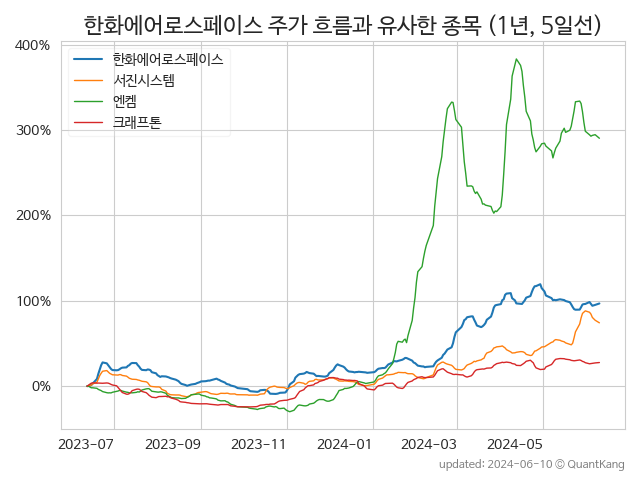 한화에어로스페이스 주가 흐름과 유사한 종목 (1년, 5일선)
400%
300%
200%
100%
0%
한화에어로스페이스
서진시스템
엔켐
크래프톤
2023-07 2023-09 2023-11 2024-01 2024-03 2024-05
updated: 2024-06-10 © QuantKang